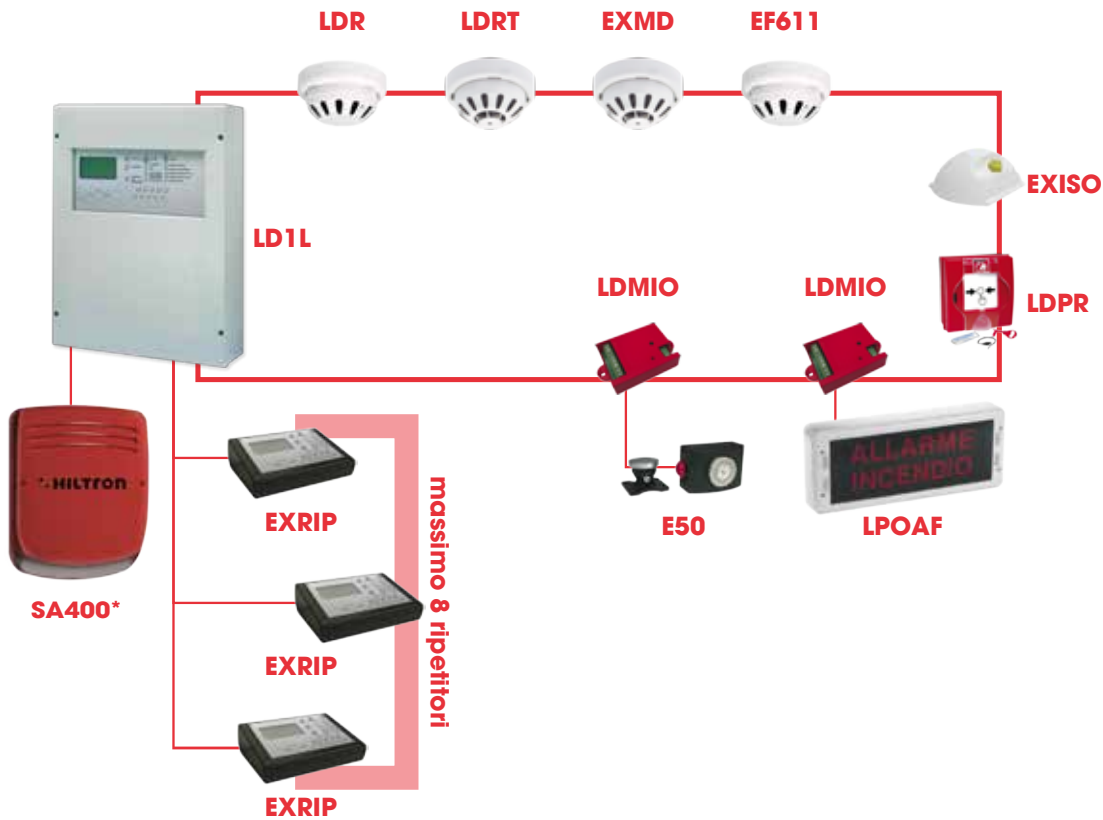 LDR LDRT EXMD EF611
EXISO
LD1L
LDMIO LDMIO LDPR
HILTRON
ALLARME
INCENDIO
EXRIP
E50 LPOAF
massimo 8 ripetitori
SA400*
EXRIP
EXRIP